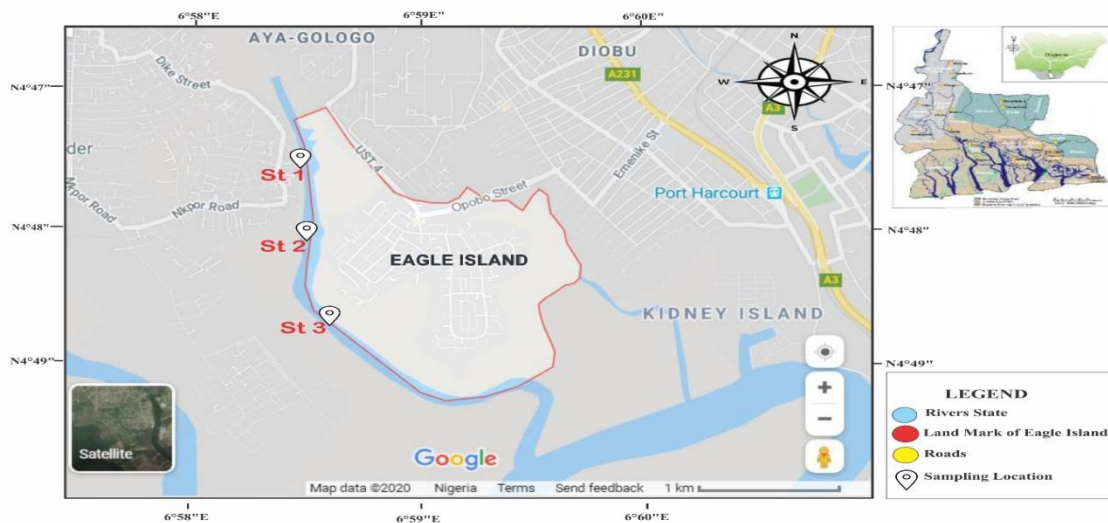 6°58"E
6°59"E
6°60"E
AYA-GOLOGO
DIOBU
Dike Street
A231
N
W
E
S
N4°47"
N4°47"
A3
der
UST 4
Emenike St
St 1
Nkpor Road
Nkpor Road
Opobo Street
Port Harcourt
N4°48"
N4°48"
St 2
EAGLE ISLAND
A3
St 3
KIDNEY ISLAND
N4°49"
N4°49"
+
−
Satellite
Google
Map data ©2020 Nigeria Terms Send feedback 1 km
6°58"E
6°59"E
6°60"E
LEGEND
Rivers State
Land Mark of Eagle Island
Roads
Sampling Location